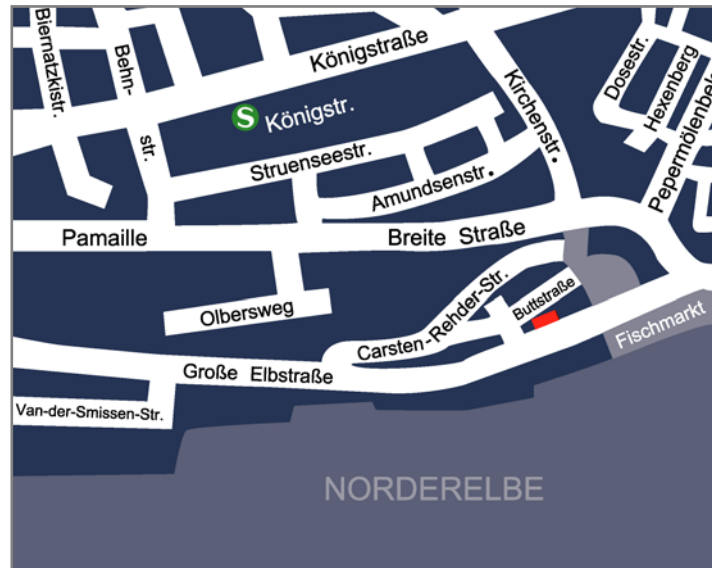 Biernatzkistr.
Behn-
str.
Königstraße
S
Königstr.
Kirchenstr.
Dosestr.
Hexenberg
Pepermölenbek
Struenseestr.
Amundsenstr.
Pamaille
Breite Straße
Olbersweg
Carsten-Rehder-Str.
Buttstraße
Fischmarkt
Große Elbstraße
Van-der-Smissen-Str.
NORDERELBE